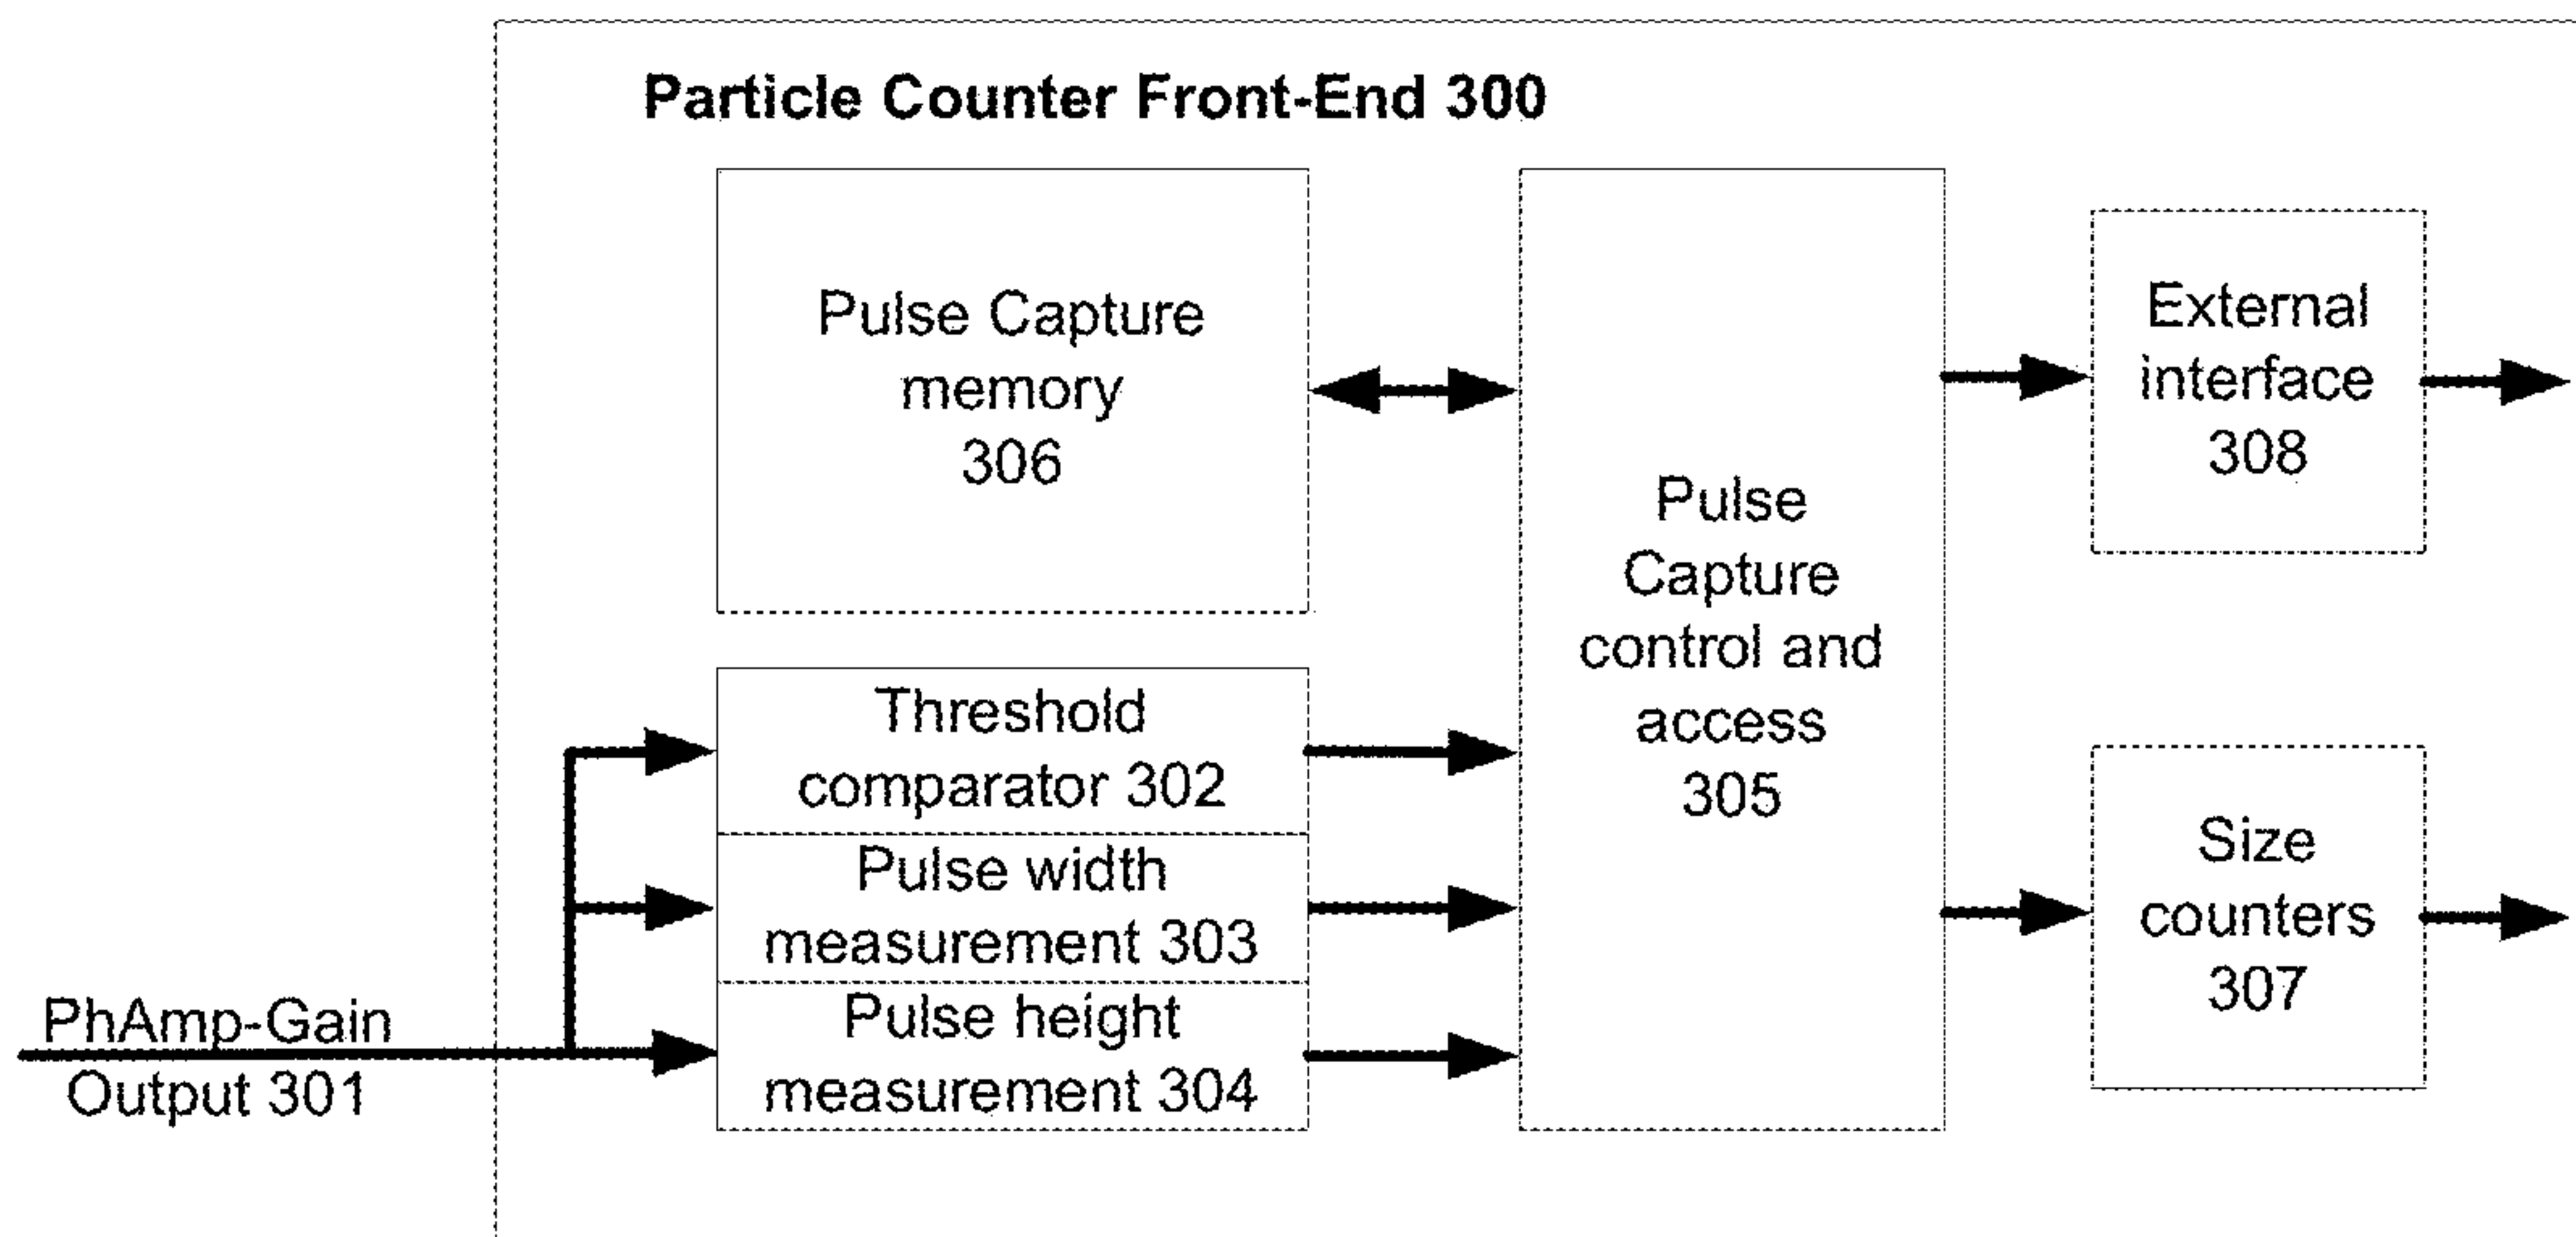 Particle Counter Front-End 300
Pulse Capture
memory
306
Threshold
comparator 302
Pulse width
measurement 303
Pulse height
measurement 304
PhAmp-Gain
Output 301
Pulse
Capture
control and
access
305
External
interface
308
Size
counters
307